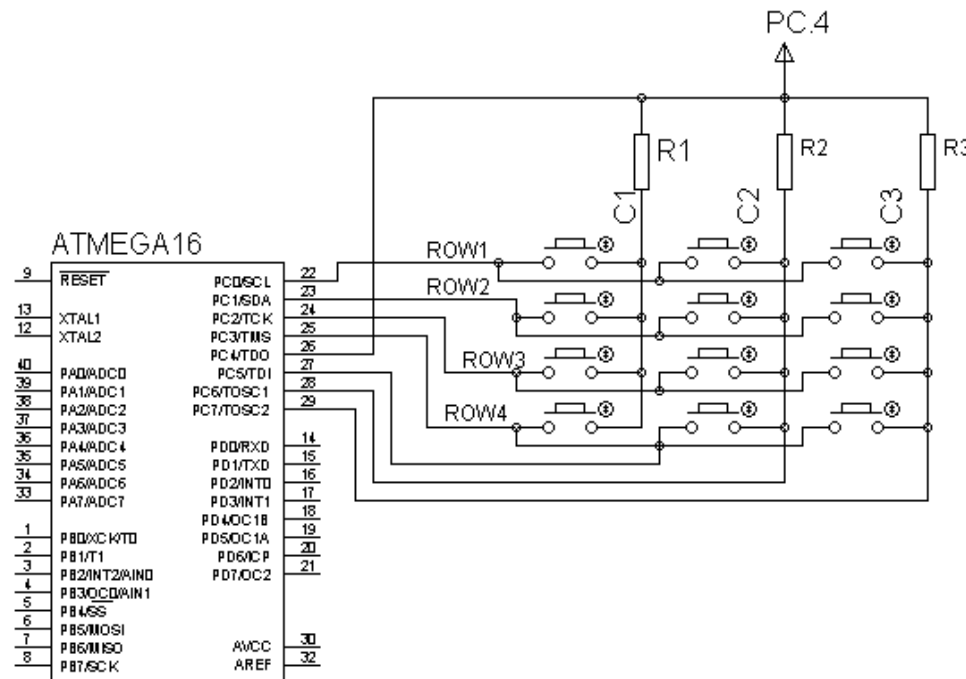 PC.4
R1
R2
R3
C1
C2
C3
ROW1
ROW2
ROW3
ROW4
ATMEGA16
9 RESET
13 XTAL1
12 XTAL2
40 PA0/ADC0
39 PA1/ADC1
38 PA2/ADC2
37 PA3/ADC3
36 PA4/ADC4
35 PA5/ADC5
34 PA6/ADC6
33 PA7/ADC7
1 PB0/XCK/T0
2 PB1/T1
3 PB2/INT2/AIN0
4 PB3/OC0/AIN1
5 PB4/SS
6 PB5/MOSI
7 PB6/MISO
8 PB7/SCK
PC0/SCL 22
PC1/SDA 23
PC2/TCK 24
PC3/TMS 25
PC4/TDO 26
PC5/TDI 27
PC6/TOSC1 28
PC7/TOSC2 29
PD0/RXD 14
PD1/TXD 15
PD2/INT0 16
PD3/INT1 17
PD4/OC1B 18
PD5/OC1A 19
PD6/ICP 20
PD7/OC2 21
AVCC 30
AREF 32